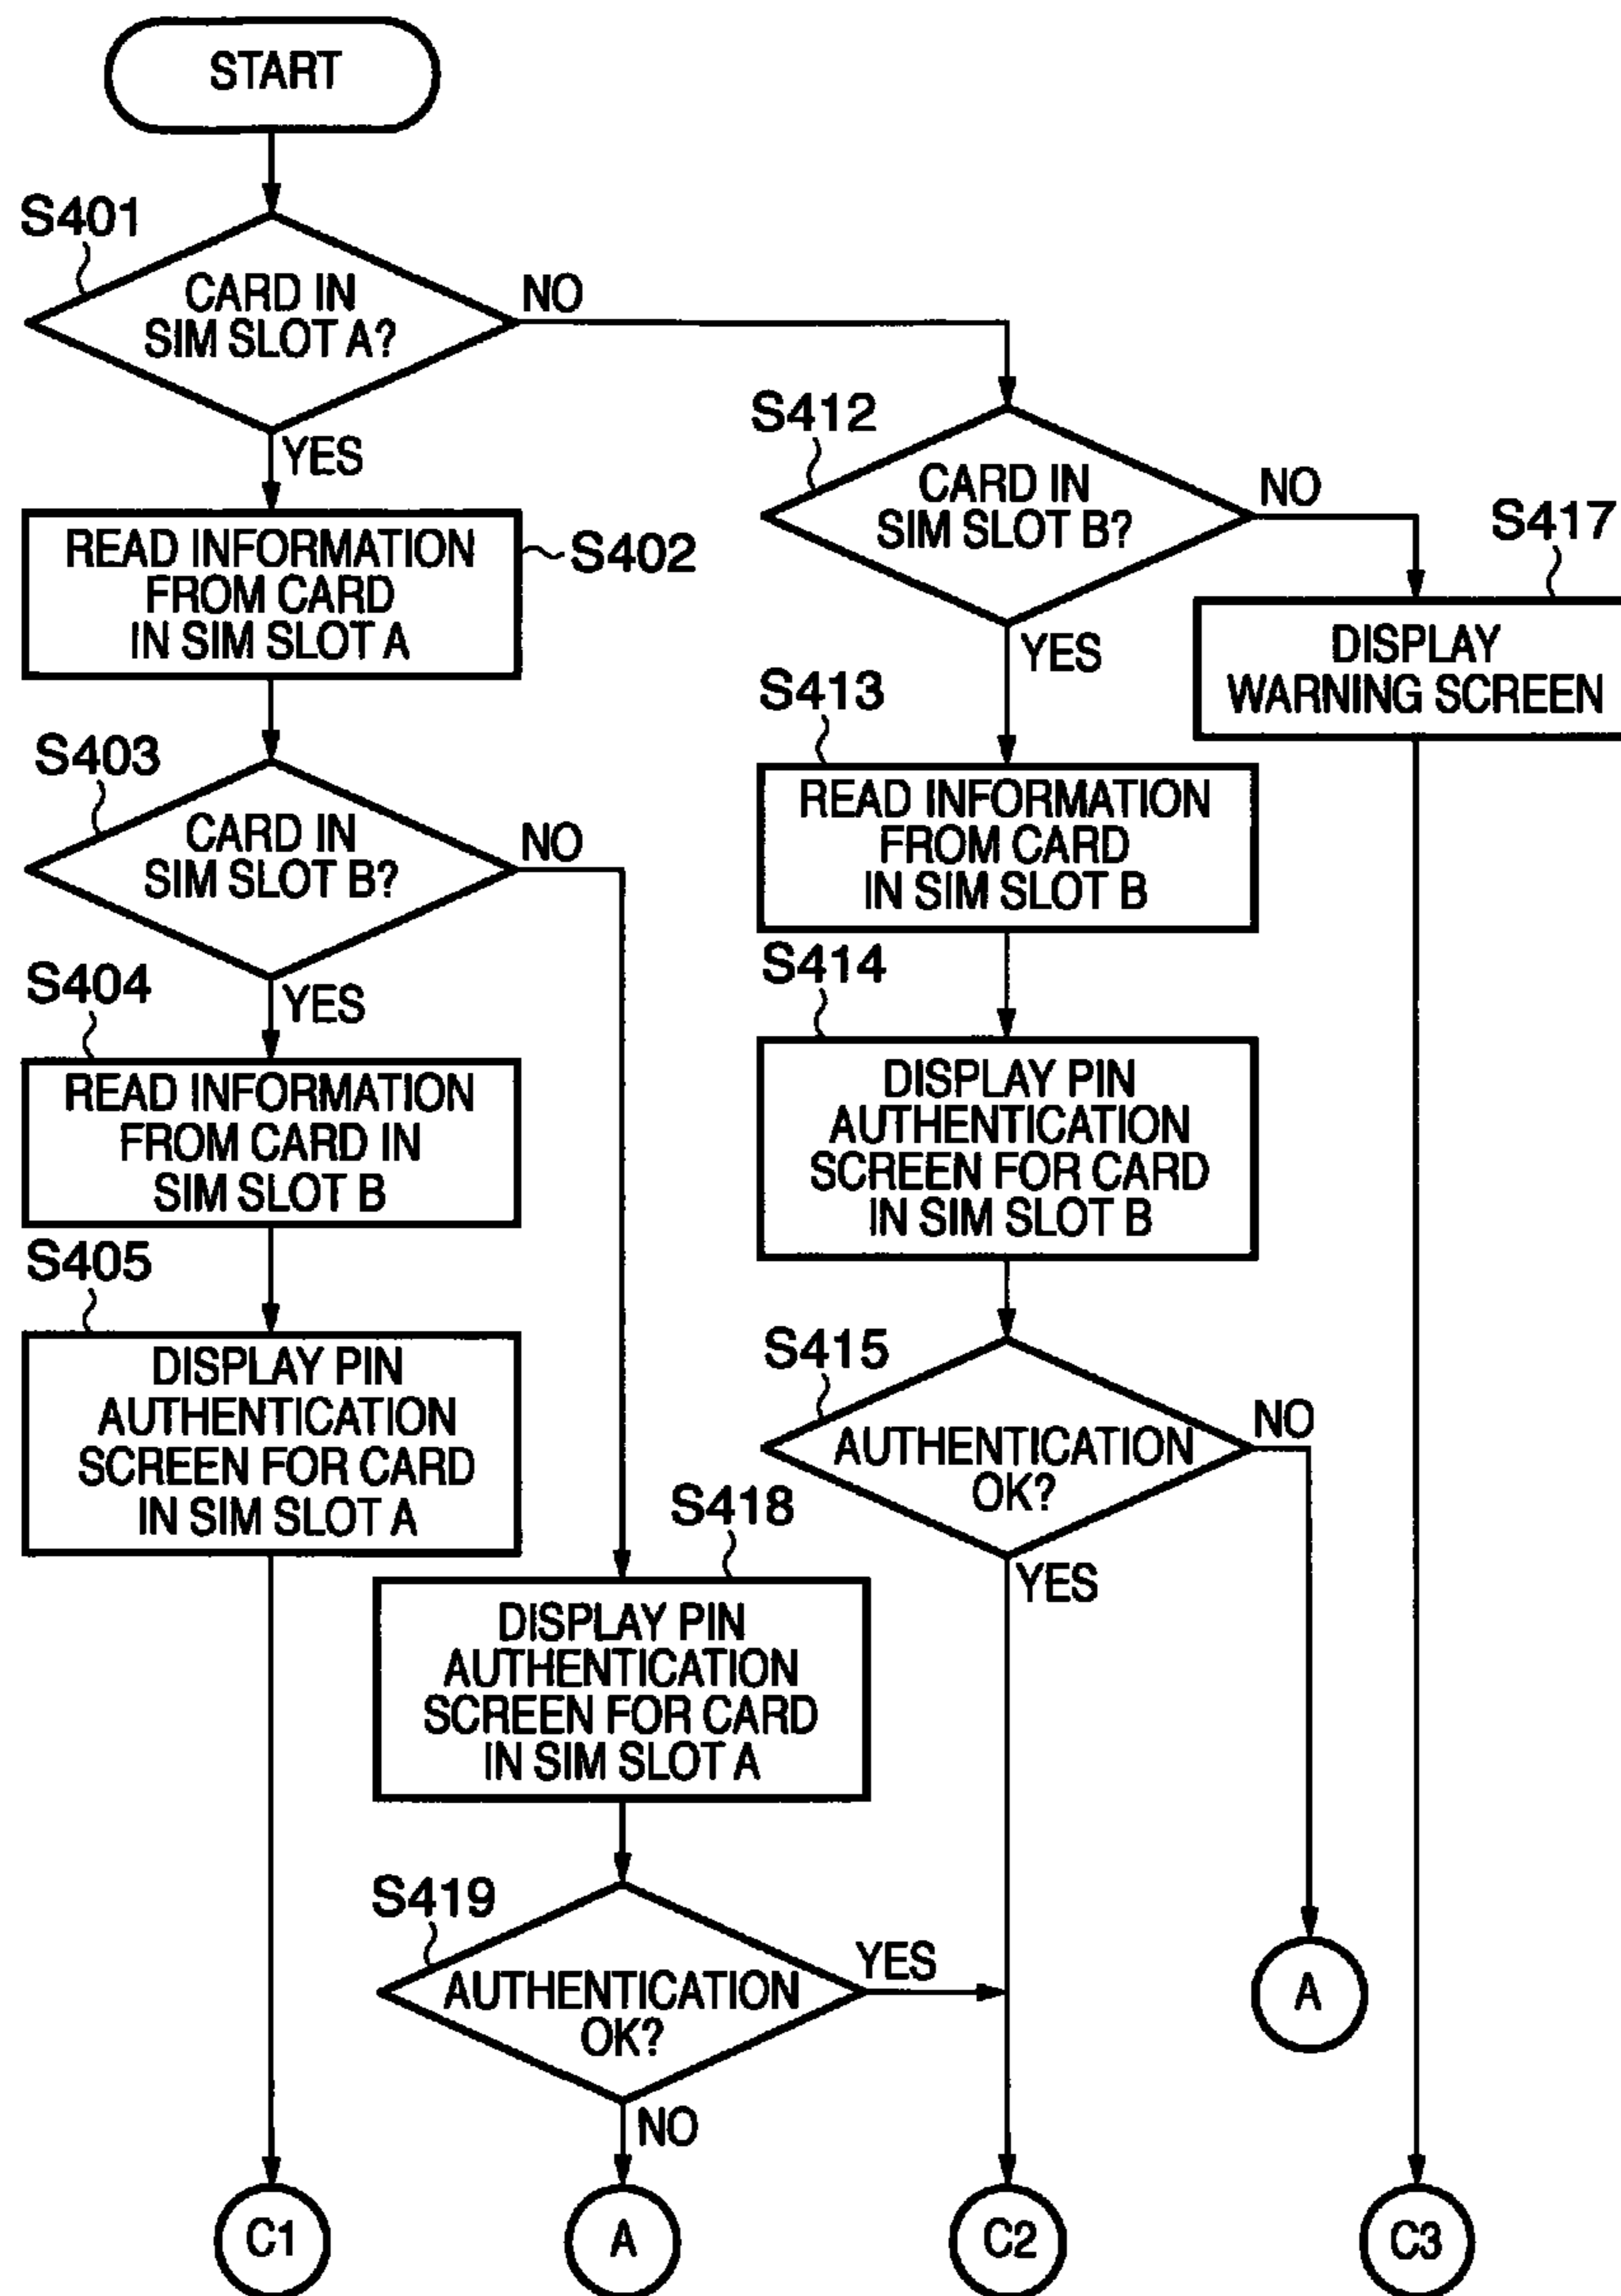 START
S401
CARD IN
SIM SLOT A?
NO
YES
READ INFORMATION
FROM CARD
IN SIM SLOT A
S402
S403
CARD IN
SIM SLOT B?
NO
YES
S404
READ INFORMATION
FROM CARD IN
SIM SLOT B
S405
DISPLAY PIN
AUTHENTICATION
SCREEN FOR CARD
IN SIM SLOT A
C1
S418
DISPLAY PIN
AUTHENTICATION
SCREEN FOR CARD
IN SIM SLOT A
S419
AUTHENTICATION
OK?
YES
NO
A
S412
CARD IN
SIM SLOT B?
NO
YES
S413
READ INFORMATION
FROM CARD
IN SIM SLOT B
S414
DISPLAY PIN
AUTHENTICATION
SCREEN FOR CARD
IN SIM SLOT B
S415
AUTHENTICATION
OK?
NO
YES
A
C2
S417
DISPLAY
WARNING SCREEN
C3